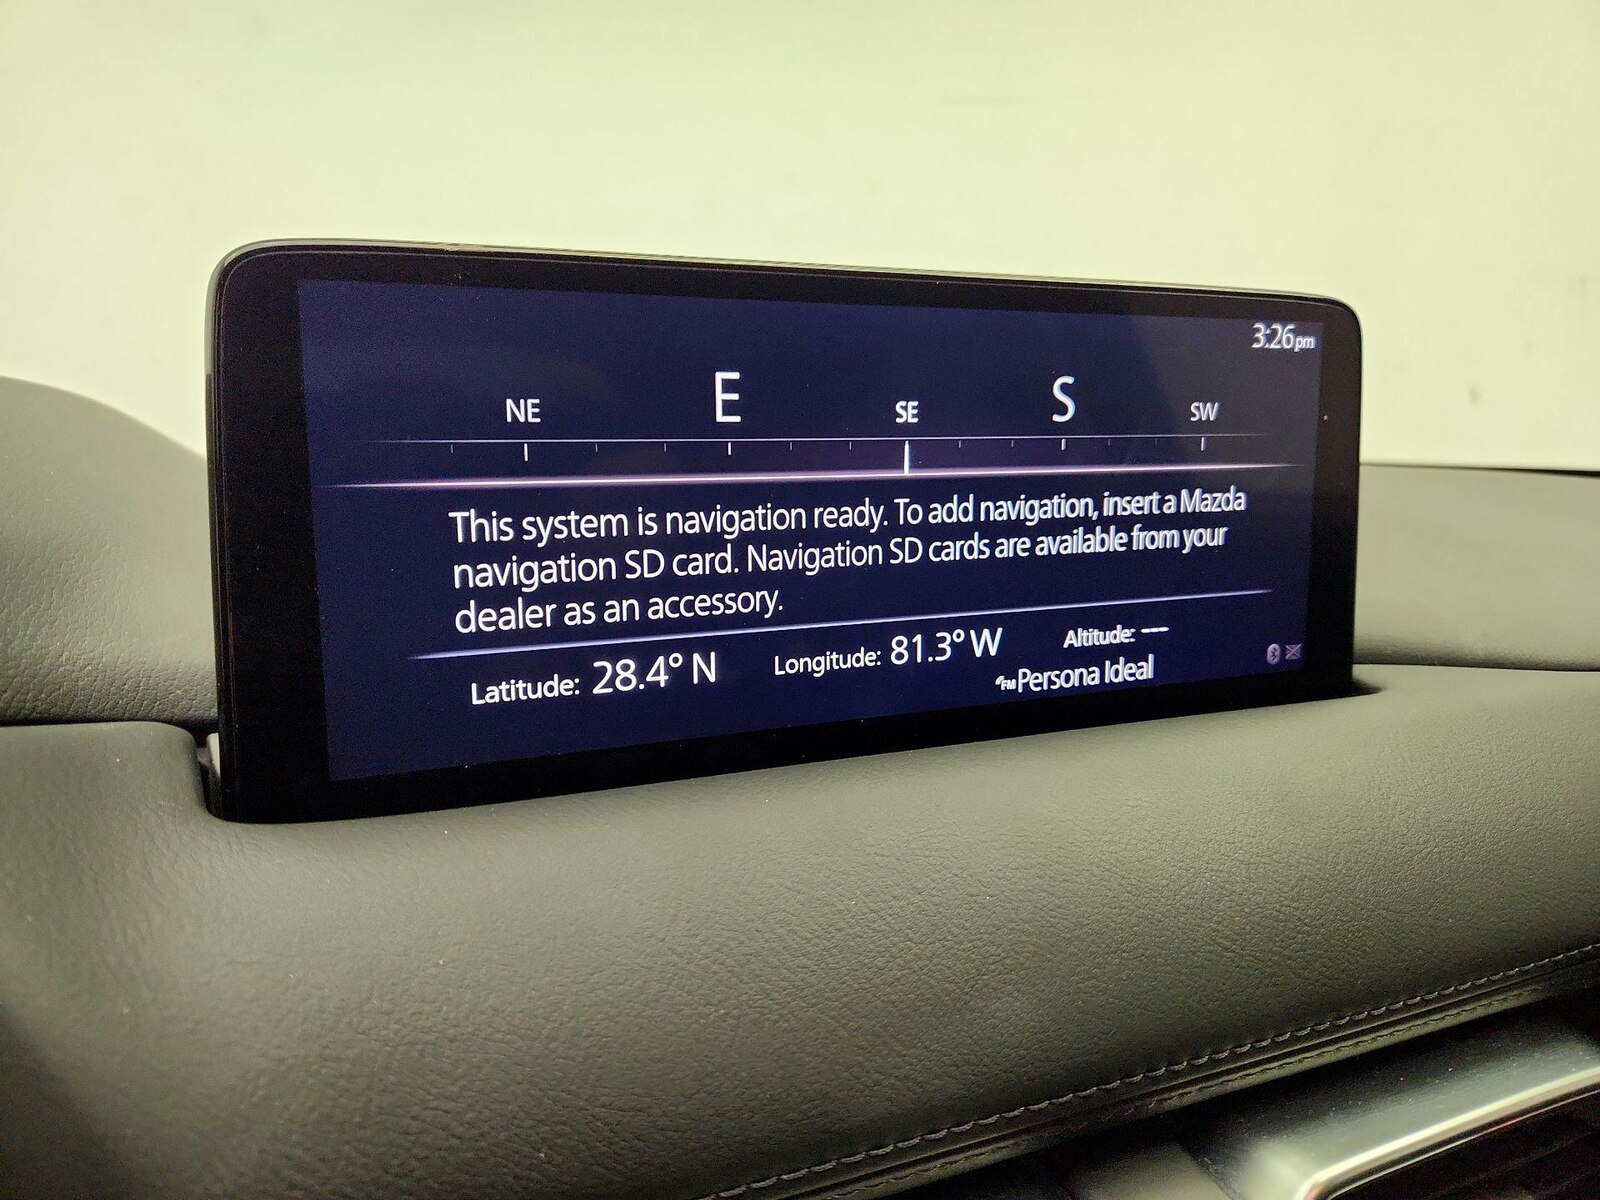 3:26pm
NE E SE S SW
This system is navigation ready. To add navigation, insert a Mazda
navigation SD card. Navigation SD cards are available from your
dealer as an accessory.
Latitude: 28.4° N Longitude: 81.3° W Altitude: ---
FM Persona Ideal